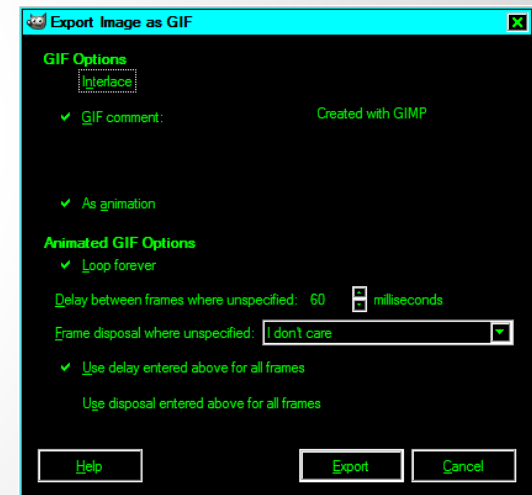 Export Image as GIF
GIF Options
Interlace
GIF comment: Created with GIMP
As animation
Animated GIF Options
Loop forever
Delay between frames where unspecified: 60 milliseconds
Frame disposal where unspecified: I don't care
Use delay entered above for all frames
Use disposal entered above for all frames
Help Export Cancel